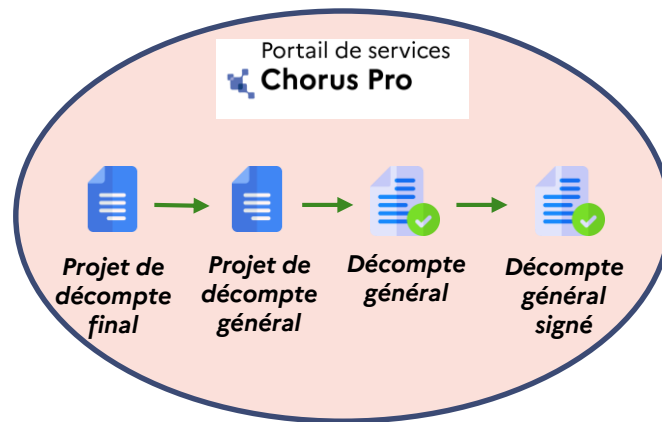 Portail de services
Chorus Pro
Projet de
décompte
final
Projet de
décompte
général
Décompte
général
Décompte
général
signé